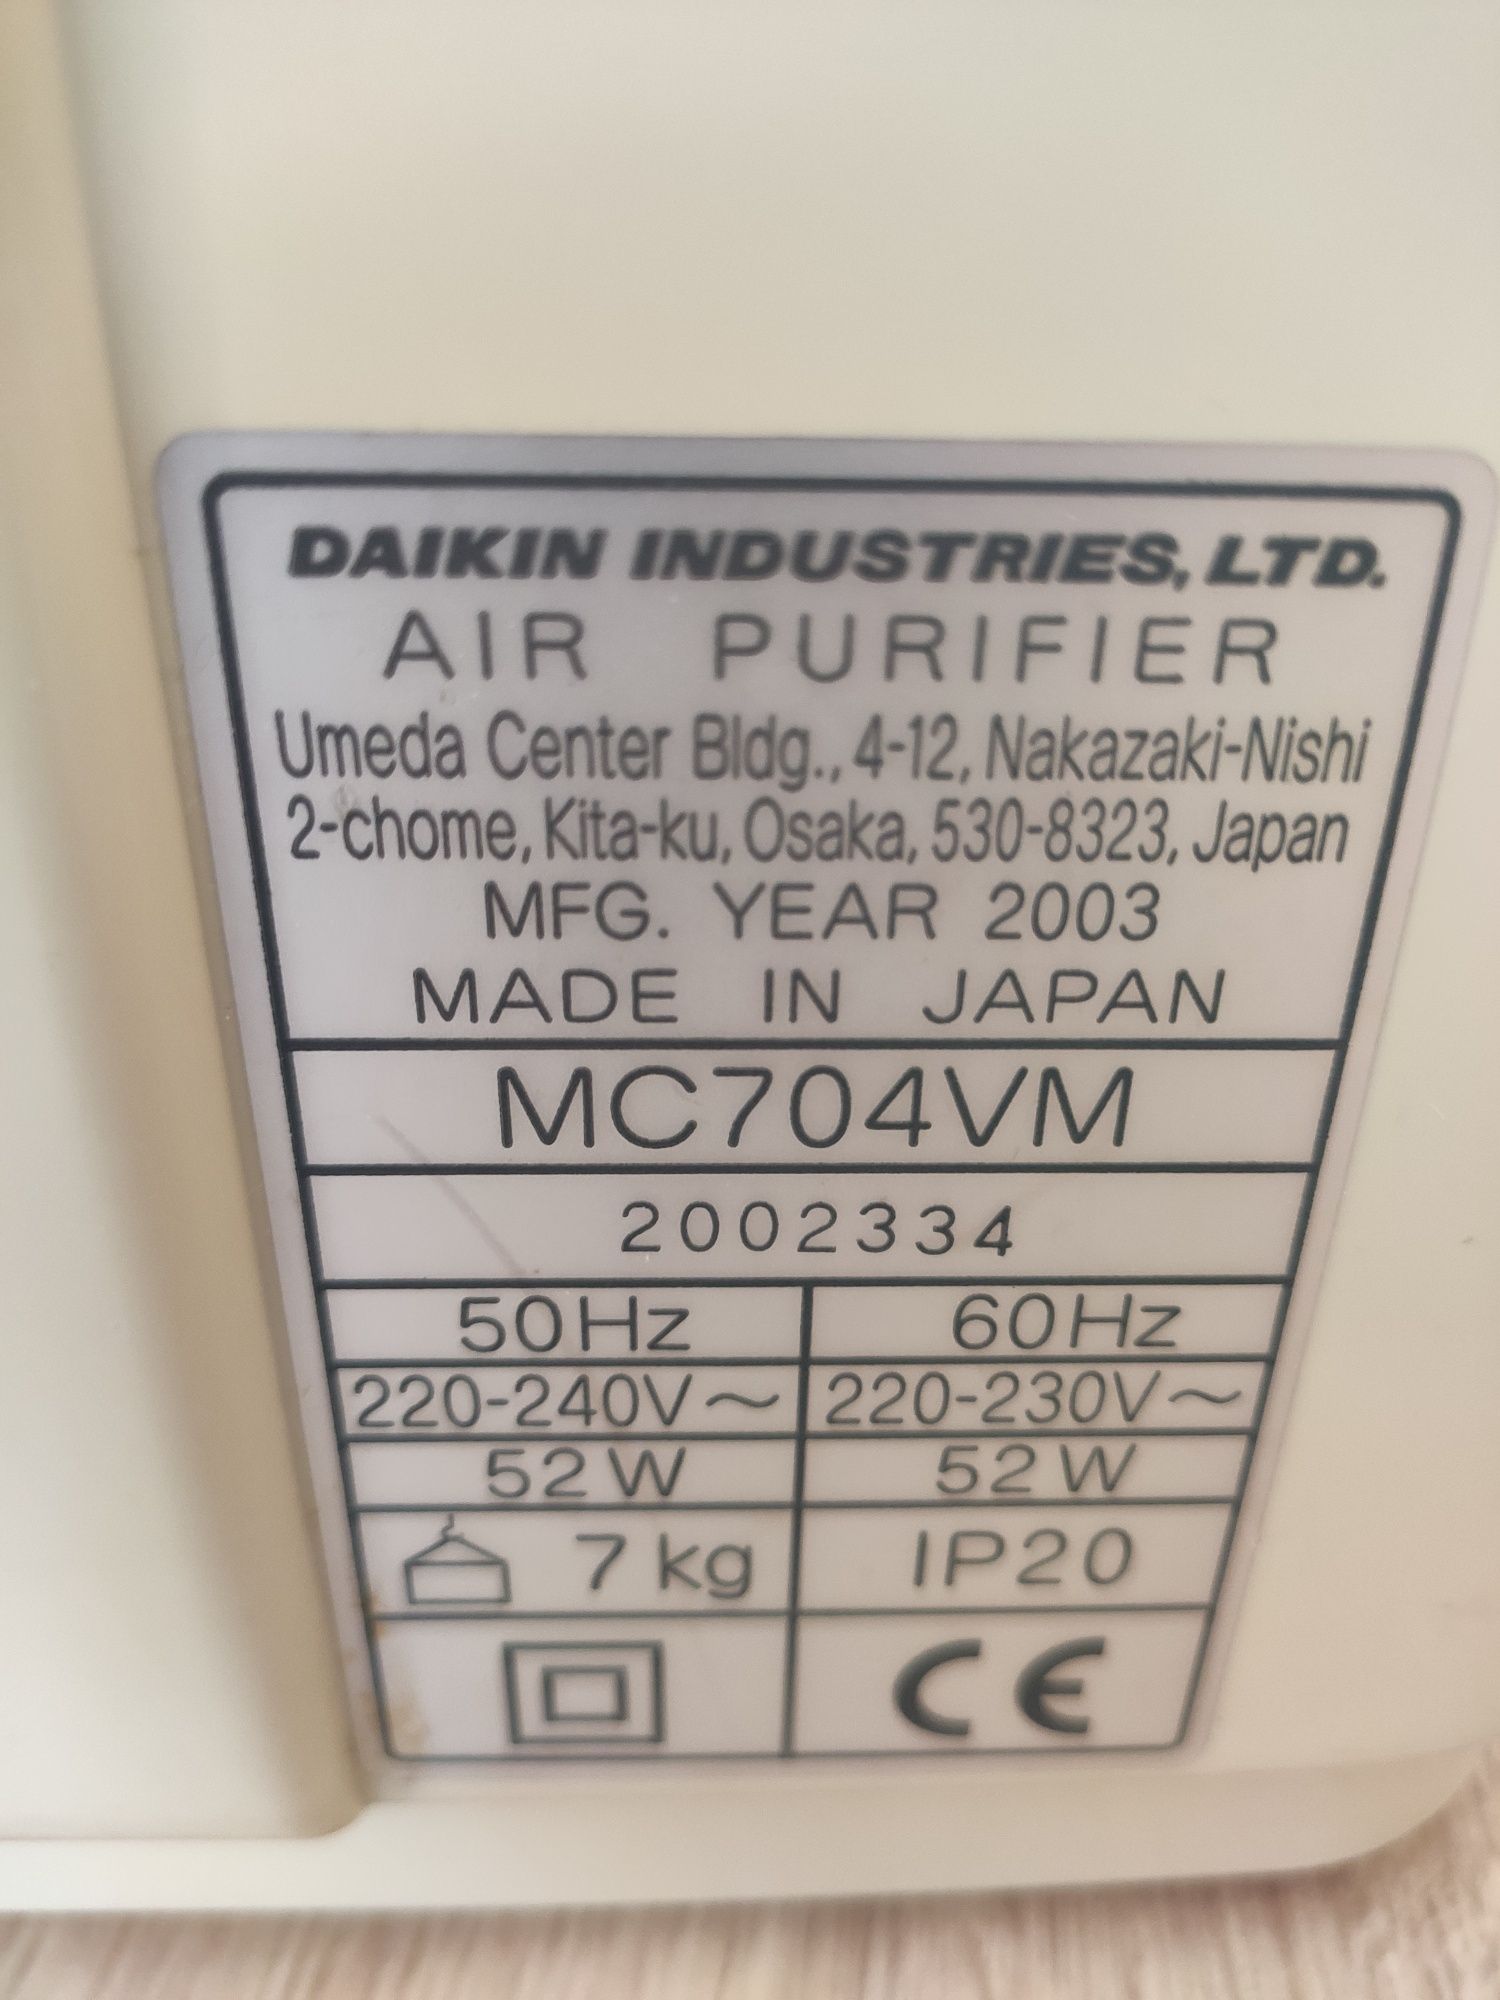 DAIKIN INDUSTRIES, LTD.
AIR PURIFIER
Umeda Center Bldg., 4-12, Nakazaki-Nishi
2-chome, Kita-ku, Osaka, 530-8323, Japan
MFG. YEAR 2003
MADE IN JAPAN
MC704VM
2002334
50Hz 60Hz
220-240V~ 220-230V~
52W 52W
7 kg IP20
CE